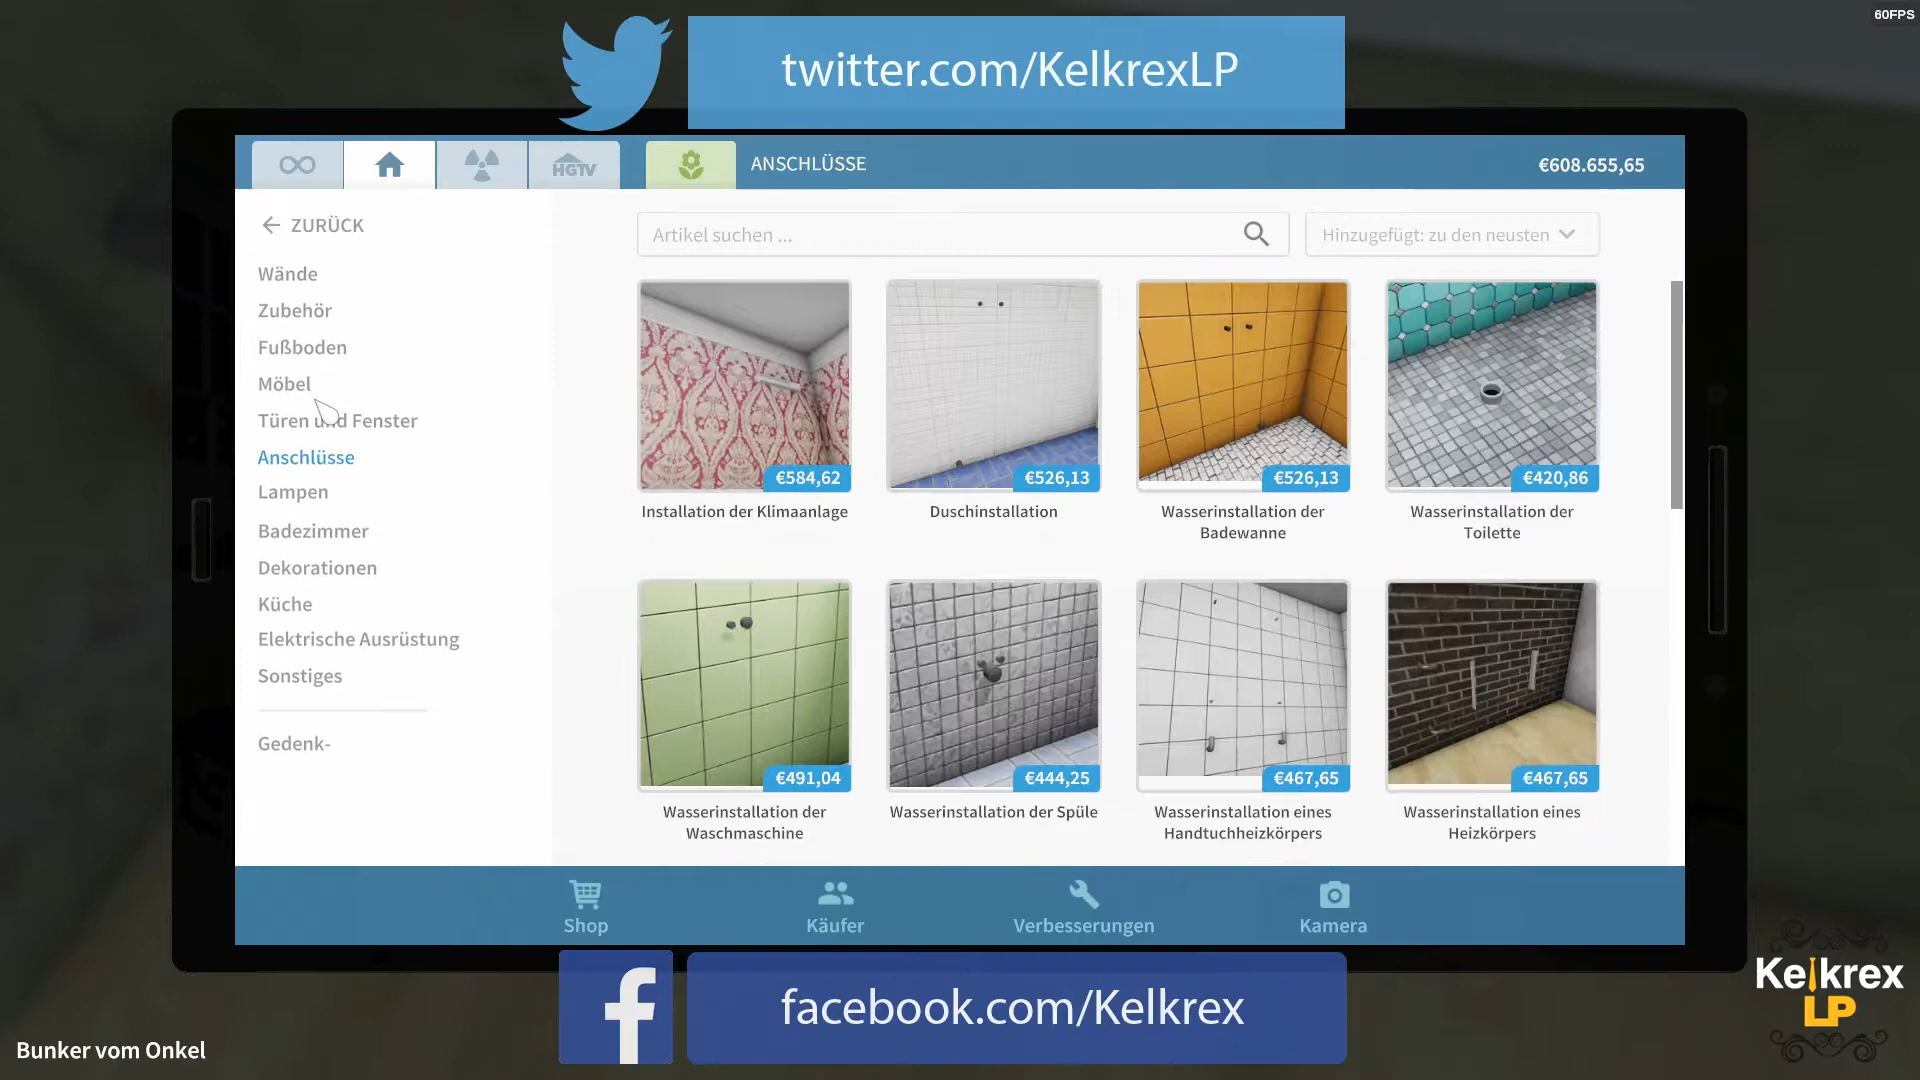 60FPS
twitter.com/KelkrexLP
HGTV
ANSCHLÜSSE
€608.655,65
ZURÜCK
Artikel suchen ...
Hinzugefügt: zu den neusten
Wände
Zubehör
Fußboden
Möbel
Türen und Fenster
Anschlüsse
Lampen
Badezimmer
Dekorationen
Küche
Elektrische Ausrüstung
Sonstiges
Gedenk-
€584,62
€526,13
€526,13
€420,86
Installation der Klimaanlage
Duschinstallation
Wasserinstallation der
Badewanne
Wasserinstallation der
Toilette
€491,04
€444,25
€467,65
€467,65
Wasserinstallation der
Waschmaschine
Wasserinstallation der Spüle
Wasserinstallation eines
Handtuchheizkörpers
Wasserinstallation eines
Heizkörpers
Shop
Käufer
Verbesserungen
Kamera
facebook.com/Kelkrex
Kelkrex
LP
Bunker vom Onkel